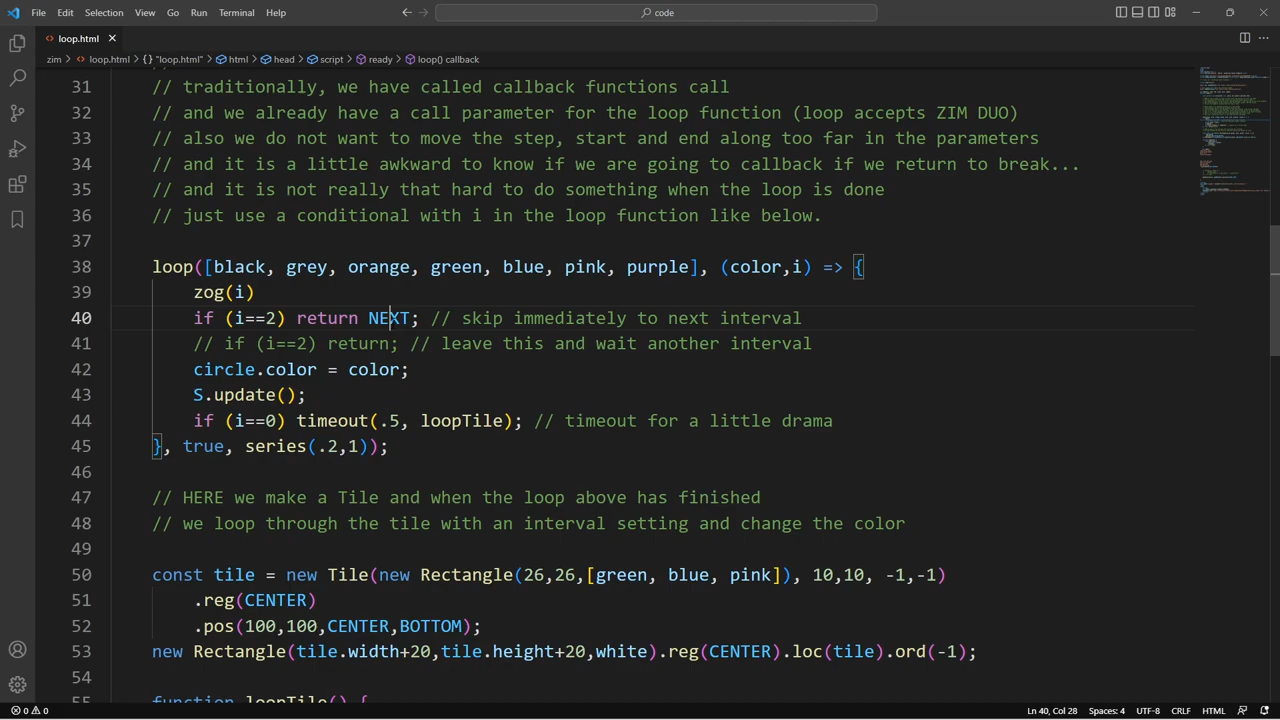 File Edit Selection View Go Run Terminal Help
code
loop.html
zim > loop.html > {} "loop.html" > html > head > script > ready > loop() callback
31 // traditionally, we have called callback functions call
32 // and we already have a call parameter for the loop function (loop accepts ZIM DUO)
33 // also we do not want to move the step, start and end along to far in the parameters
34 // and it is a little awkward to know if we are going to callback if we return to break...
35 // and it is not really that hard to do something when the loop is done
36 // just use a conditional with i in the loop function like below.
37
38 loop([black, grey, orange, green, blue, pink, purple], (color,i) => {
39 zog(i)
40 if (i==2) return NEXT; // skip immediately to next interval
41 // if (i==2) return; // leave this and wait another interval
42 circle.color = color;
43 S.update();
44 if (i==0) timeout(.5, loopTile); // timeout for a little drama
45 }, true, series(.2,1));
46
47 // HERE we make a Tile and when the loop above has finished
48 // we loop through the tile with an interval setting and change the color
49
50 const tile = new Tile(new Rectangle(26,26,[green, blue, pink]), 10,10, -1,-1)
51 .reg(CENTER)
52 .pos(100,100,CENTER,BOTTOM);
53 new Rectangle(tile.width+20,tile.height+20,white).reg(CENTER).loc(tile).ord(-1);
54
55 function loopTile() {
0 0 Ln 40, Col 28 Spaces: 4 UTF-8 CRLF HTML